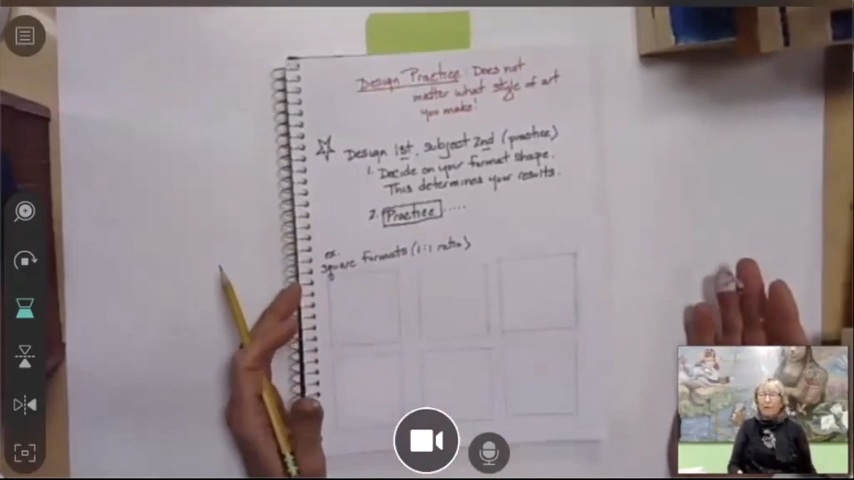 Design Practice: Does not
matter what style of art
you make!
Design 1st, subject 2nd (practice)
1. Decide on your format shape.
This determines your results.
2. Practice .....
ex.
square formats (1:1 ratio)